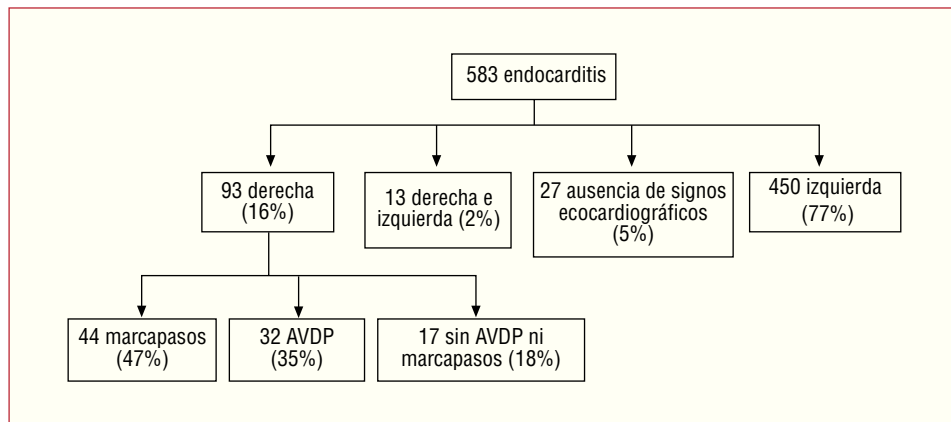 583 endocarditis
93 derecha
(16%)
13 derecha e
izquierda (2%)
27 ausencia de signos
ecocardiográficos
(5%)
450 izquierda
(77%)
44 marcapasos
(47%)
32 AVDP
(35%)
17 sin AVDP ni
marcapasos (18%)